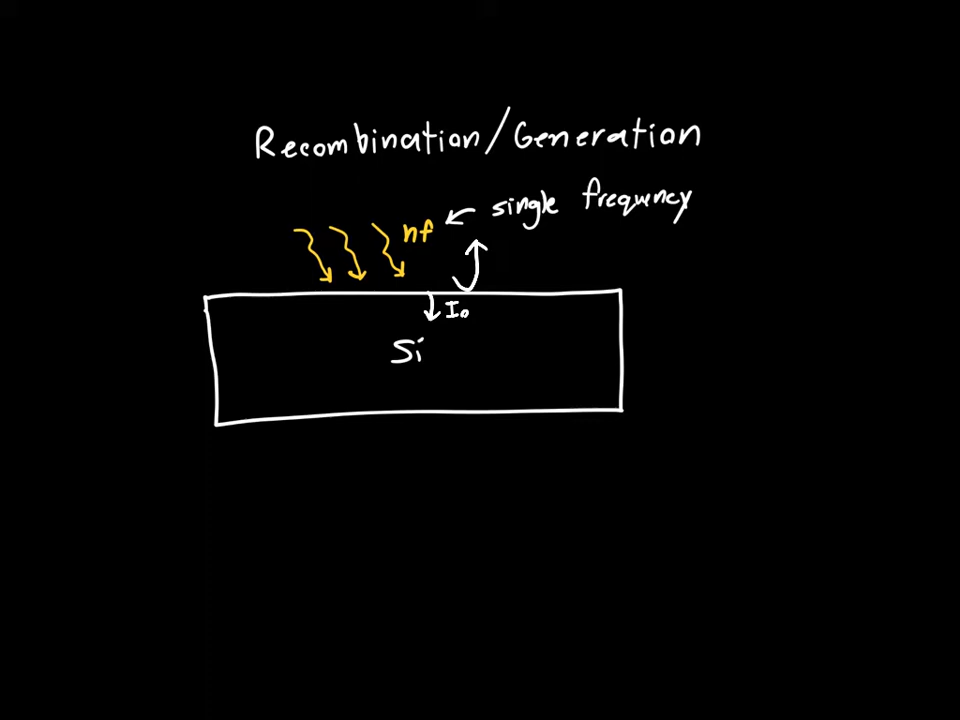 Recombination/Generation
single frequency
hf
I₀
Si